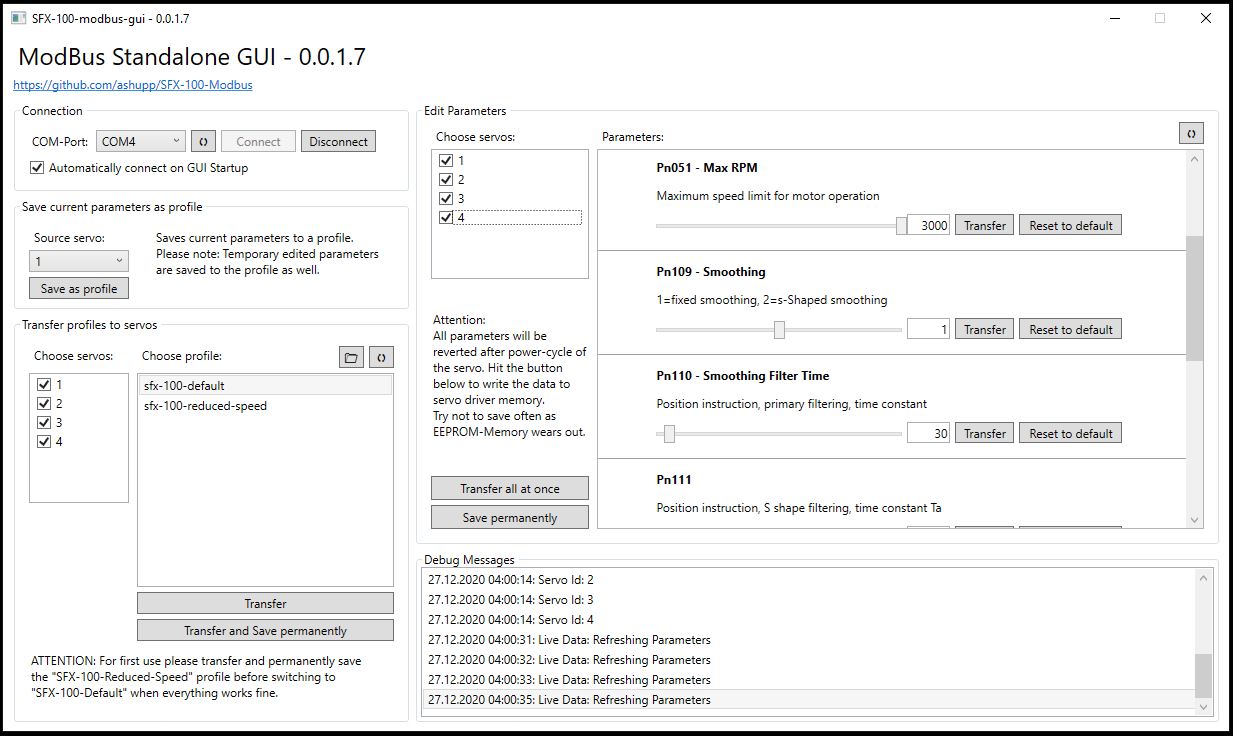 SFX-100-modbus-gui - 0.0.1.7
ModBus Standalone GUI - 0.0.1.7
https://github.com/ashupp/SFX-100-Modbus
Connection
COM-Port: COM4 Connect Disconnect
Automatically connect on GUI Startup
Save current parameters as profile
Source servo:
1
Save as profile
Saves current parameters to a profile.
Please note: Temporary edited parameters
are saved to the profile as well.
Transfer profiles to servos
Choose servos:
1
2
3
4
Choose profile:
sfx-100-default
sfx-100-reduced-speed
Transfer
Transfer and Save permanently
ATTENTION: For first use please transfer and permanently save
the "SFX-100-Reduced-Speed" profile before switching to
"SFX-100-Default" when everything works fine.
Edit Parameters
Choose servos:
1
2
3
4
Attention:
All parameters will be
reverted after power-cycle of
the servo. Hit the button
below to write the data to
servo driver memory.
Try not to save often as
EEPROM-Memory wears out.
Transfer all at once
Save permanently
Parameters:
Pn051 - Max RPM
Maximum speed limit for motor operation
3000 Transfer Reset to default
Pn109 - Smoothing
1=fixed smoothing, 2=s-Shaped smoothing
1 Transfer Reset to default
Pn110 - Smoothing Filter Time
Position instruction, primary filtering, time constant
30 Transfer Reset to default
Pn111
Position instruction, S shape filtering, time constant Ta
Debug Messages
27.12.2020 04:00:14: Servo Id: 2
27.12.2020 04:00:14: Servo Id: 3
27.12.2020 04:00:14: Servo Id: 4
27.12.2020 04:00:31: Live Data: Refreshing Parameters
27.12.2020 04:00:32: Live Data: Refreshing Parameters
27.12.2020 04:00:33: Live Data: Refreshing Parameters
27.12.2020 04:00:35: Live Data: Refreshing Parameters